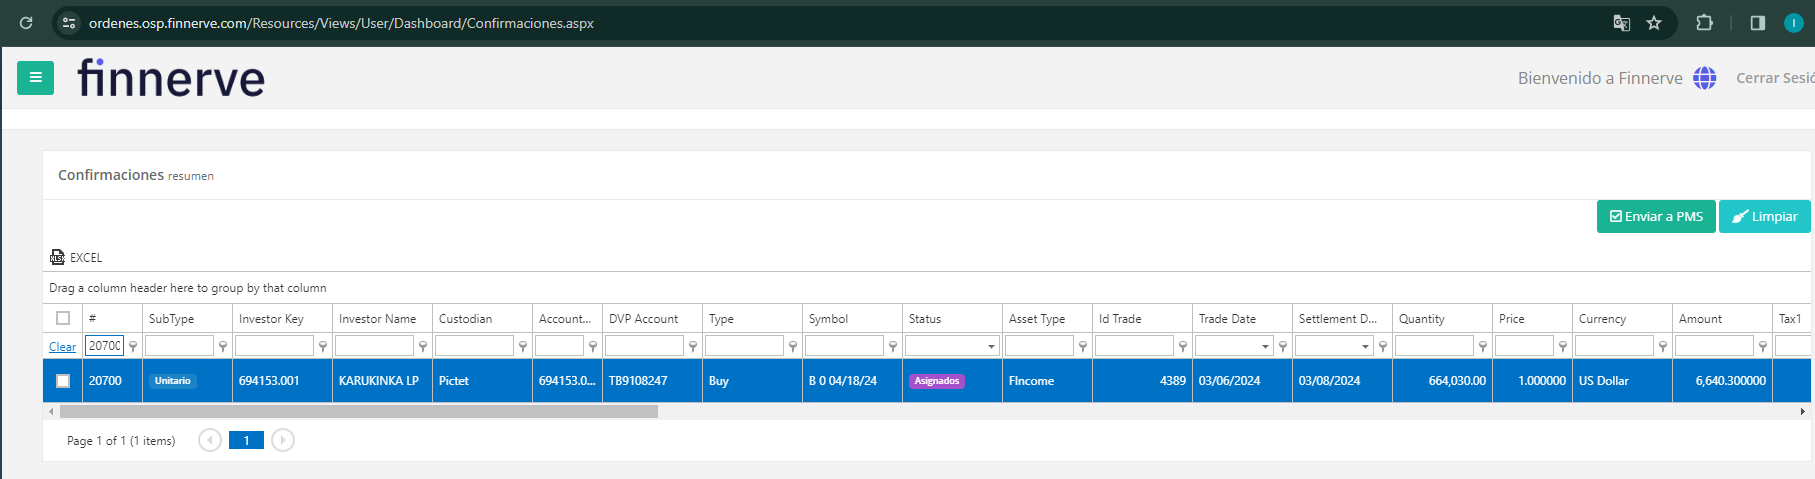 ordenes.osp.finnerve.com/Resources/Views/User/Dashboard/Confirmaciones.aspx
I
finnerve
Bienvenido a Finnerve
Cerrar Sesió
Confirmaciones resumen
Enviar a PMS
Limpiar
EXCEL
Drag a column header here to group by that column
# SubType Investor Key Investor Name Custodian Account... DVP Account Type Symbol Status Asset Type Id Trade Trade Date Settlement D... Quantity Price Currency Amount Tax1
Clear 20700
20700 Unitario 694153.001 KARUKINKA LP Pictet 694153.0... TB9108247 Buy B 0 04/18/24 Asignados FIncome 4389 03/06/2024 03/08/2024 664,030.00 1.000000 US Dollar 6,640.300000
Page 1 of 1 (1 items) 1